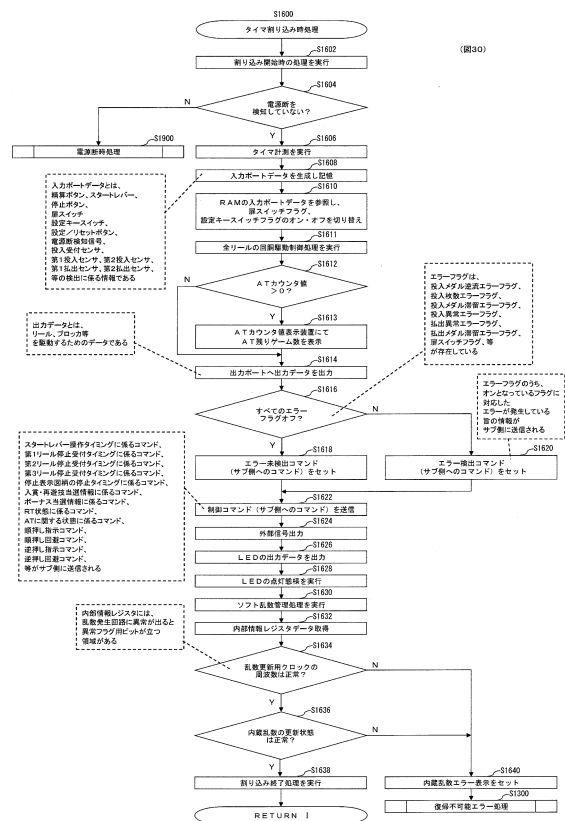 S1600
タイマ割り込み時処理
(図30)
S1602
割り込み開始時の処理を実行
S1604
電源断を
検知していない?
N
Y
S1900
電源断時処理
S1606
タイマ計測を実行
S1608
入力ポートデータを生成し記憶
入力ポートデータとは、
精算ボタン、スタートレバー、
停止ボタン、
扉スイッチ
設定キースイッチ、
設定/リセットボタン、
電源断検知信号、
投入受付センサ、
第1投入センサ、第2投入センサ、
第1払出センサ、第2払出センサ、
等の検出に係る情報である
S1610
RAMの入力ポートデータを参照し、
扉スイッチフラグ、
設定キースイッチフラグのオン・オフを切り替え
S1611
全リールの回胴駆動制御処理を実行
S1612
ATカウンタ値
>0?
N
Y
S1613
ATカウンタ値表示装置にて
AT残りゲーム数を表示
エラーフラグは、
投入メダル逆流エラーフラグ、
投入枚数エラーフラグ、
投入メダル滞留エラーフラグ、
投入異常エラーフラグ、
払出異常エラーフラグ、
払出メダル滞留エラーフラグ、
扉スイッチフラグ、等
が存在している
出力データとは、
リール、ブロッカ等
を駆動するためのデータである
S1614
出力ポートへ出力データを出力
S1616
すべてのエラー
フラグオフ?
N
Y
エラーフラグのうち、
オンとなっているフラグに
対応した
エラーが発生している
旨の情報が
サブ側に送信される
S1618
エラー未検出コマンド
(サブ側へのコマンド)をセット
S1620
エラー検出コマンド
(サブ側へのコマンド)をセット
スタートレバー操作タイミングに係るコマンド、
第1リール停止受付タイミングに係るコマンド、
第2リール停止受付タイミングに係るコマンド、
第3リール停止受付タイミングに係るコマンド、
停止表示図柄の停止タイミングに係るコマンド、
入賞・再遊技当選情報に係るコマンド、
ボーナス当選情報に係るコマンド、
RT状態に係るコマンド、
ATに関する状態に係るコマンド、
順押し指示コマンド、
順押し回避コマンド、
逆押し指示コマンド、
逆押し回避コマンド、
等がサブ側に送信される
S1622
制御コマンド(サブ側へのコマンド)を送信
S1624
外部信号出力
S1626
LEDの出力データを出力
S1628
LEDの点灯態様を実行
S1630
ソフト乱数管理処理を実行
S1632
内部情報レジスタデータ取得
内部情報レジスタには、
乱数発生回路に異常が出ると
異常フラグ用ビットが立つ
領域がある
S1634
乱数更新用クロックの
周波数は正常?
N
Y
S1636
内蔵乱数の更新状態
は正常?
N
Y
S1638
割り込み終了処理を実行
S1640
内蔵乱数エラー表示をセット
S1300
復帰不可能エラー処理
RETURN I